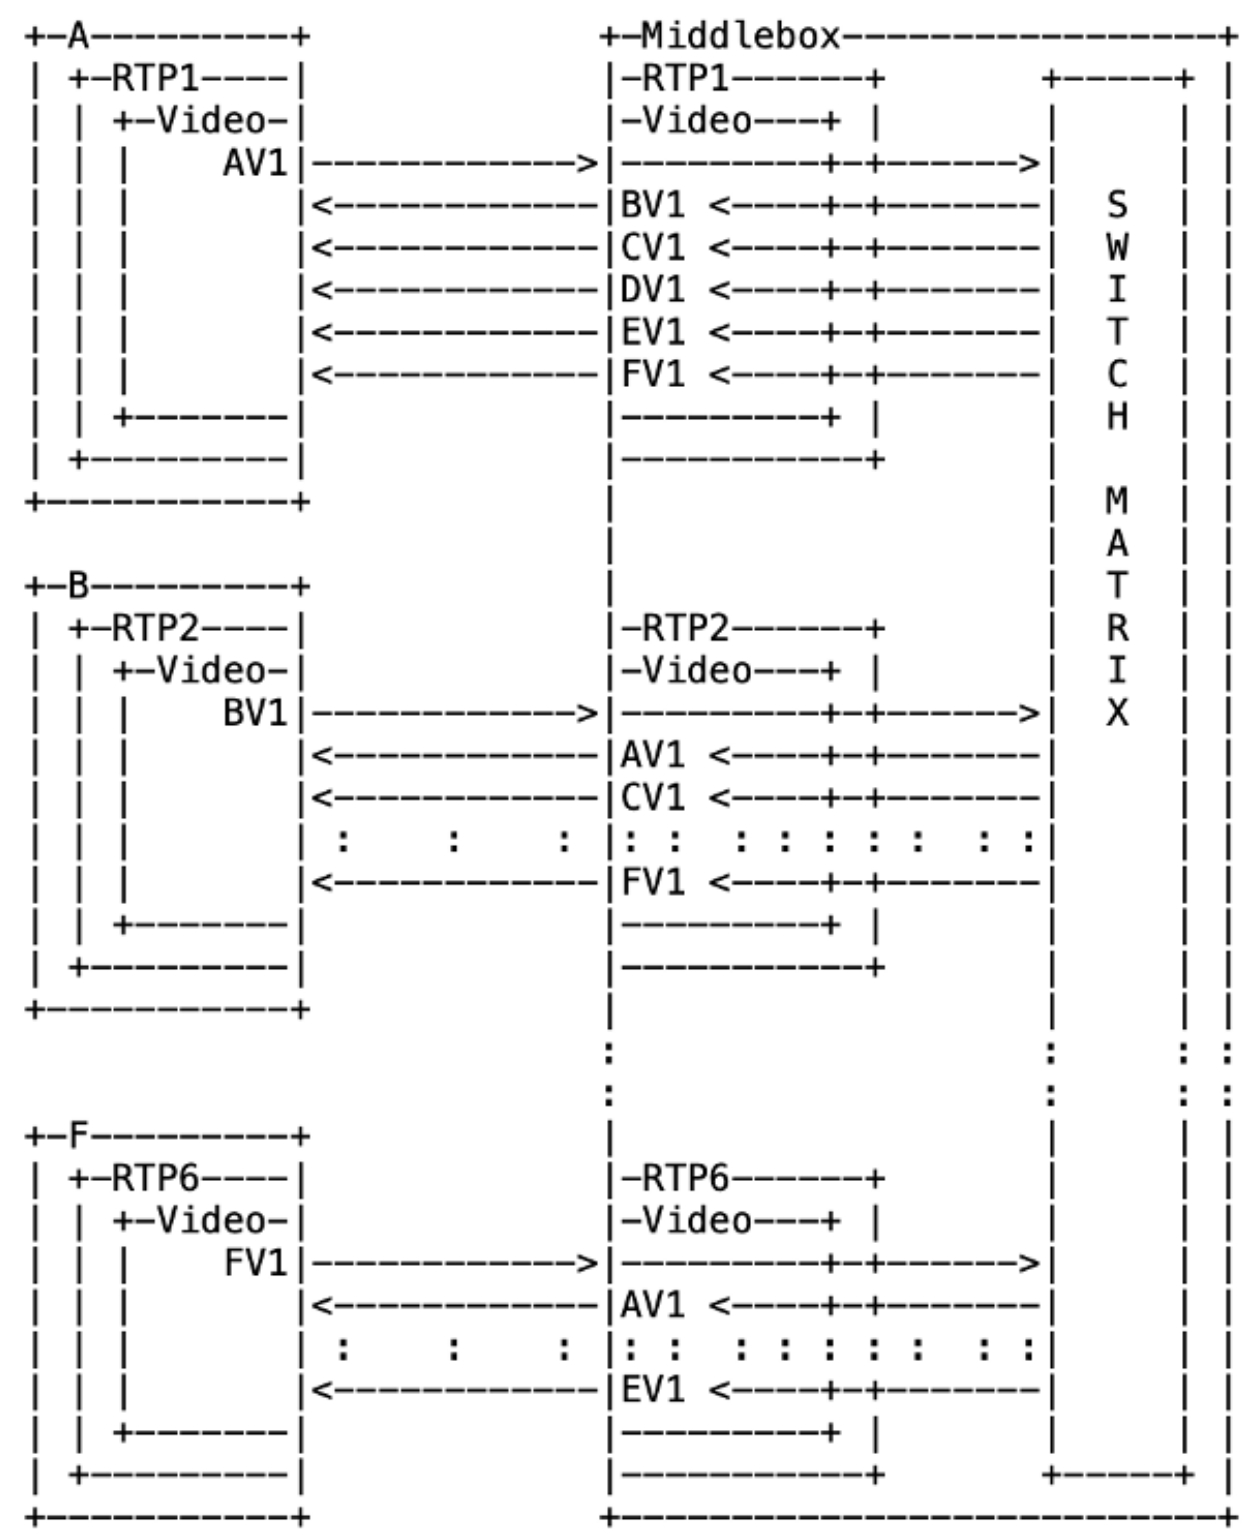 +-A---------+                +-Middlebox-----------------+
| +-RTP1----|                |-RTP1------+       +-----+ |
| | +-Video-|                |-Video---+ |       |     | |
| | |    AV1|------------>|---------+-+------>|     | |
| | |       |<------------|BV1 <----+-+-------|  S  | |
| | |       |<------------|CV1 <----+-+-------|  W  | |
| | |       |<------------|DV1 <----+-+-------|  I  | |
| | |       |<------------|EV1 <----+-+-------|  T  | |
| | |       |<------------|FV1 <----+-+-------|  C  | |
| | +-------|             |---------+ |       |  H  | |
| +---------|             |-----------+       |     | |
+-----------+             |                   |  M  | |
                          |                   |  A  | |
+-B---------+             |                   |  T  | |
| +-RTP2----|             |-RTP2------+       |  R  | |
| | +-Video-|             |-Video---+ |       |  I  | |
| | |    BV1|------------>|---------+-+------>|  X  | |
| | |       |<------------|AV1 <----+-+-------|     | |
| | |       |<------------|CV1 <----+-+-------|     | |
| | |       | :    :    : |: :  : : : : :  : :|     | |
| | |       |<------------|FV1 <----+-+-------|     | |
| | +-------|             |---------+ |       |     | |
| +---------|             |-----------+       |     | |
+-----------+             |                   |     | |
                          :                   :     : :
                          :                   :     : :
+-F---------+             |                   |     | |
| +-RTP6----|             |-RTP6------+       |     | |
| | +-Video-|             |-Video---+ |       |     | |
| | |    FV1|------------>|---------+-+------>|     | |
| | |       |<------------|AV1 <----+-+-------|     | |
| | |       | :    :    : |: :  : : : : :  : :|     | |
| | |       |<------------|EV1 <----+-+-------|     | |
| | +-------|             |---------+ |       |     | |
| +---------|             |-----------+       +-----+ |
+-----------+             +---------------------------+